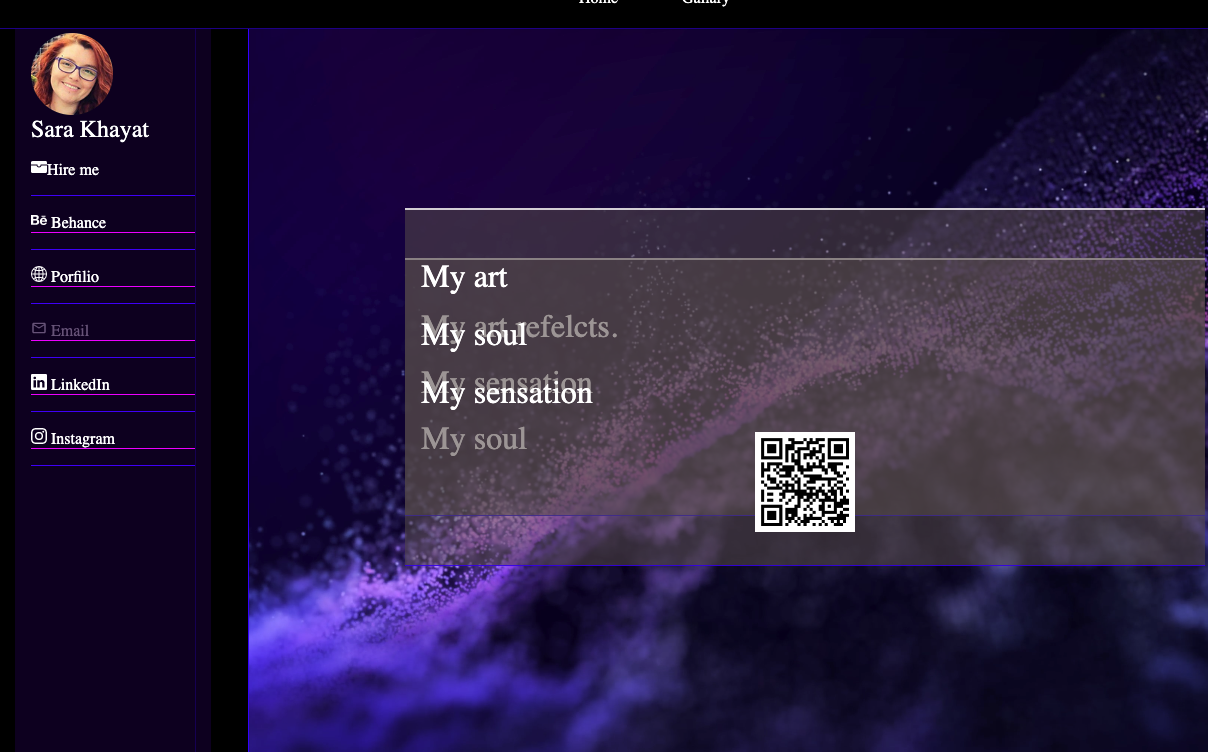 Home Gallary
Sara Khayat
Hire me
Bē Behance
Porfilio
Email
in LinkedIn
Instagram
My art
My art refelcts.
My soul
My sensation
My sensation
My soul